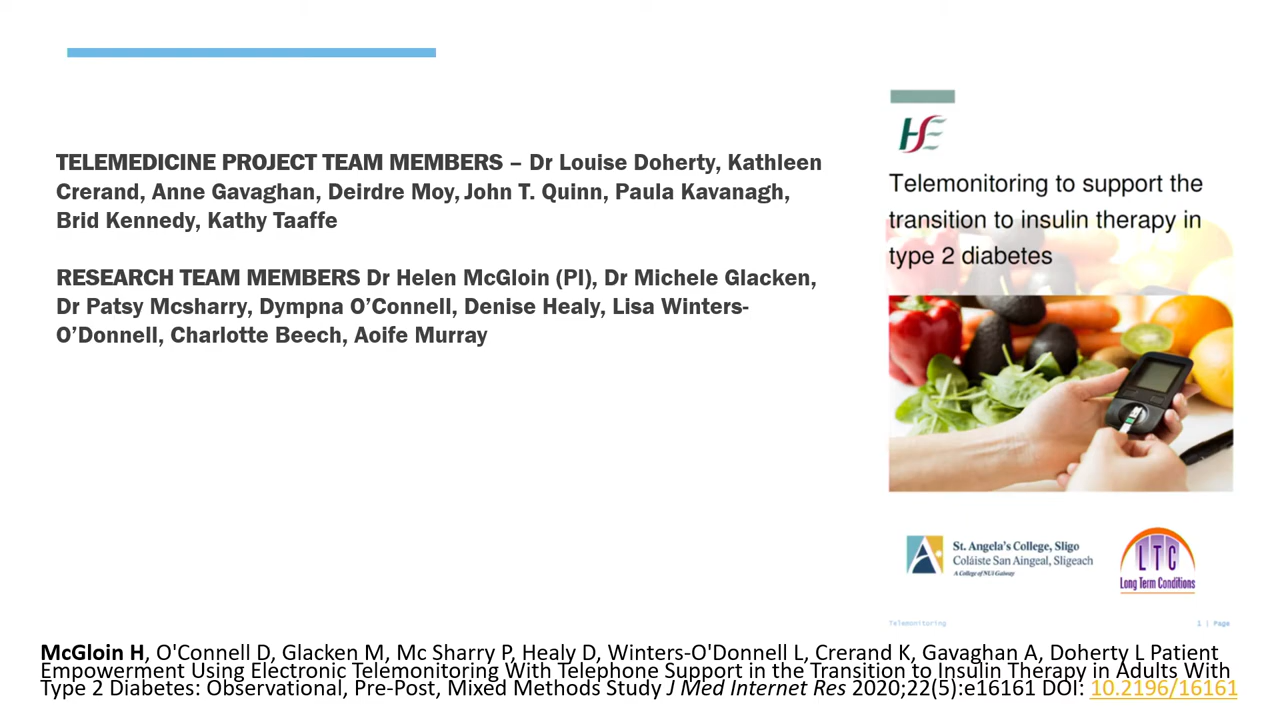 TELEMEDICINE PROJECT TEAM MEMBERS – Dr Louise Doherty, Kathleen
Crerand, Anne Gavaghan, Deirdre Moy, John T. Quinn, Paula Kavanagh,
Brid Kennedy, Kathy Taaffe
RESEARCH TEAM MEMBERS Dr Helen McGloin (PI), Dr Michele Glacken,
Dr Patsy Mcsharry, Dympna O’Connell, Denise Healy, Lisa Winters-
O’Donnell, Charlotte Beech, Aoife Murray
HSE
Telemonitoring to support the
transition to insulin therapy in
type 2 diabetes
St. Angela's College, Sligo
Coláiste San Aingeal, Sligeach
A College of NUI Galway
LTC
Long Term Conditions
Telemonitoring
1 | Page
McGloin H, O'Connell D, Glacken M, Mc Sharry P, Healy D, Winters-O'Donnell L, Crerand K, Gavaghan A, Doherty L Patient
Empowerment Using Electronic Telemonitoring With Telephone Support in the Transition to Insulin Therapy in Adults With
Type 2 Diabetes: Observational, Pre-Post, Mixed Methods Study J Med Internet Res 2020;22(5):e16161 DOI: 10.2196/16161